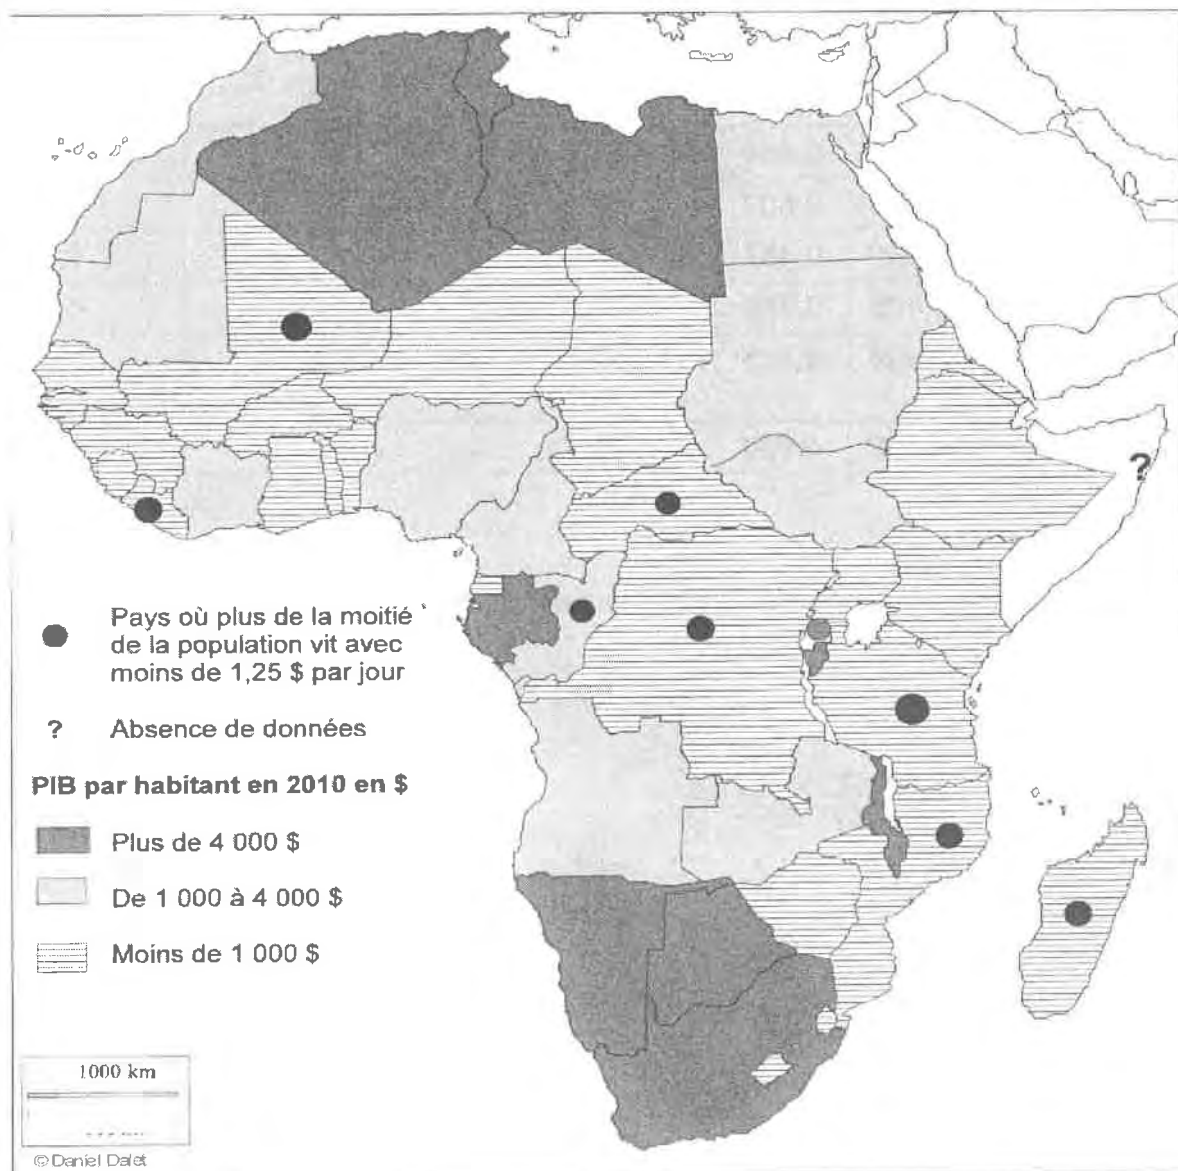 ?
Pays où plus de la moitié
de la population vit avec
moins de 1,25 $ par jour
? Absence de données
PIB par habitant en 2010 en $
Plus de 4 000 $
De 1 000 à 4 000 $
Moins de 1 000 $
1000 km
©Daniel Dalet